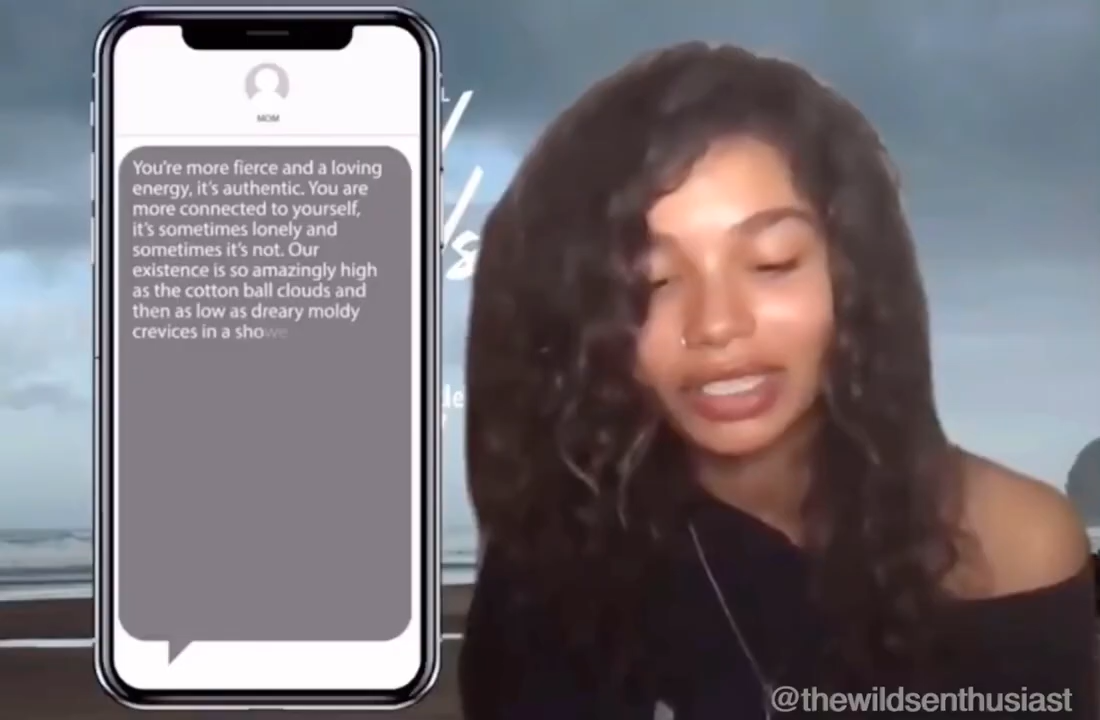 MOM
You're more fierce and a loving
energy, it's authentic. You are
more connected to yourself,
it's sometimes lonely and
sometimes it's not. Our
existence is so amazingly high
as the cotton ball clouds and
then as low as dreary moldy
crevices in a showe
@thewildsenthusiast